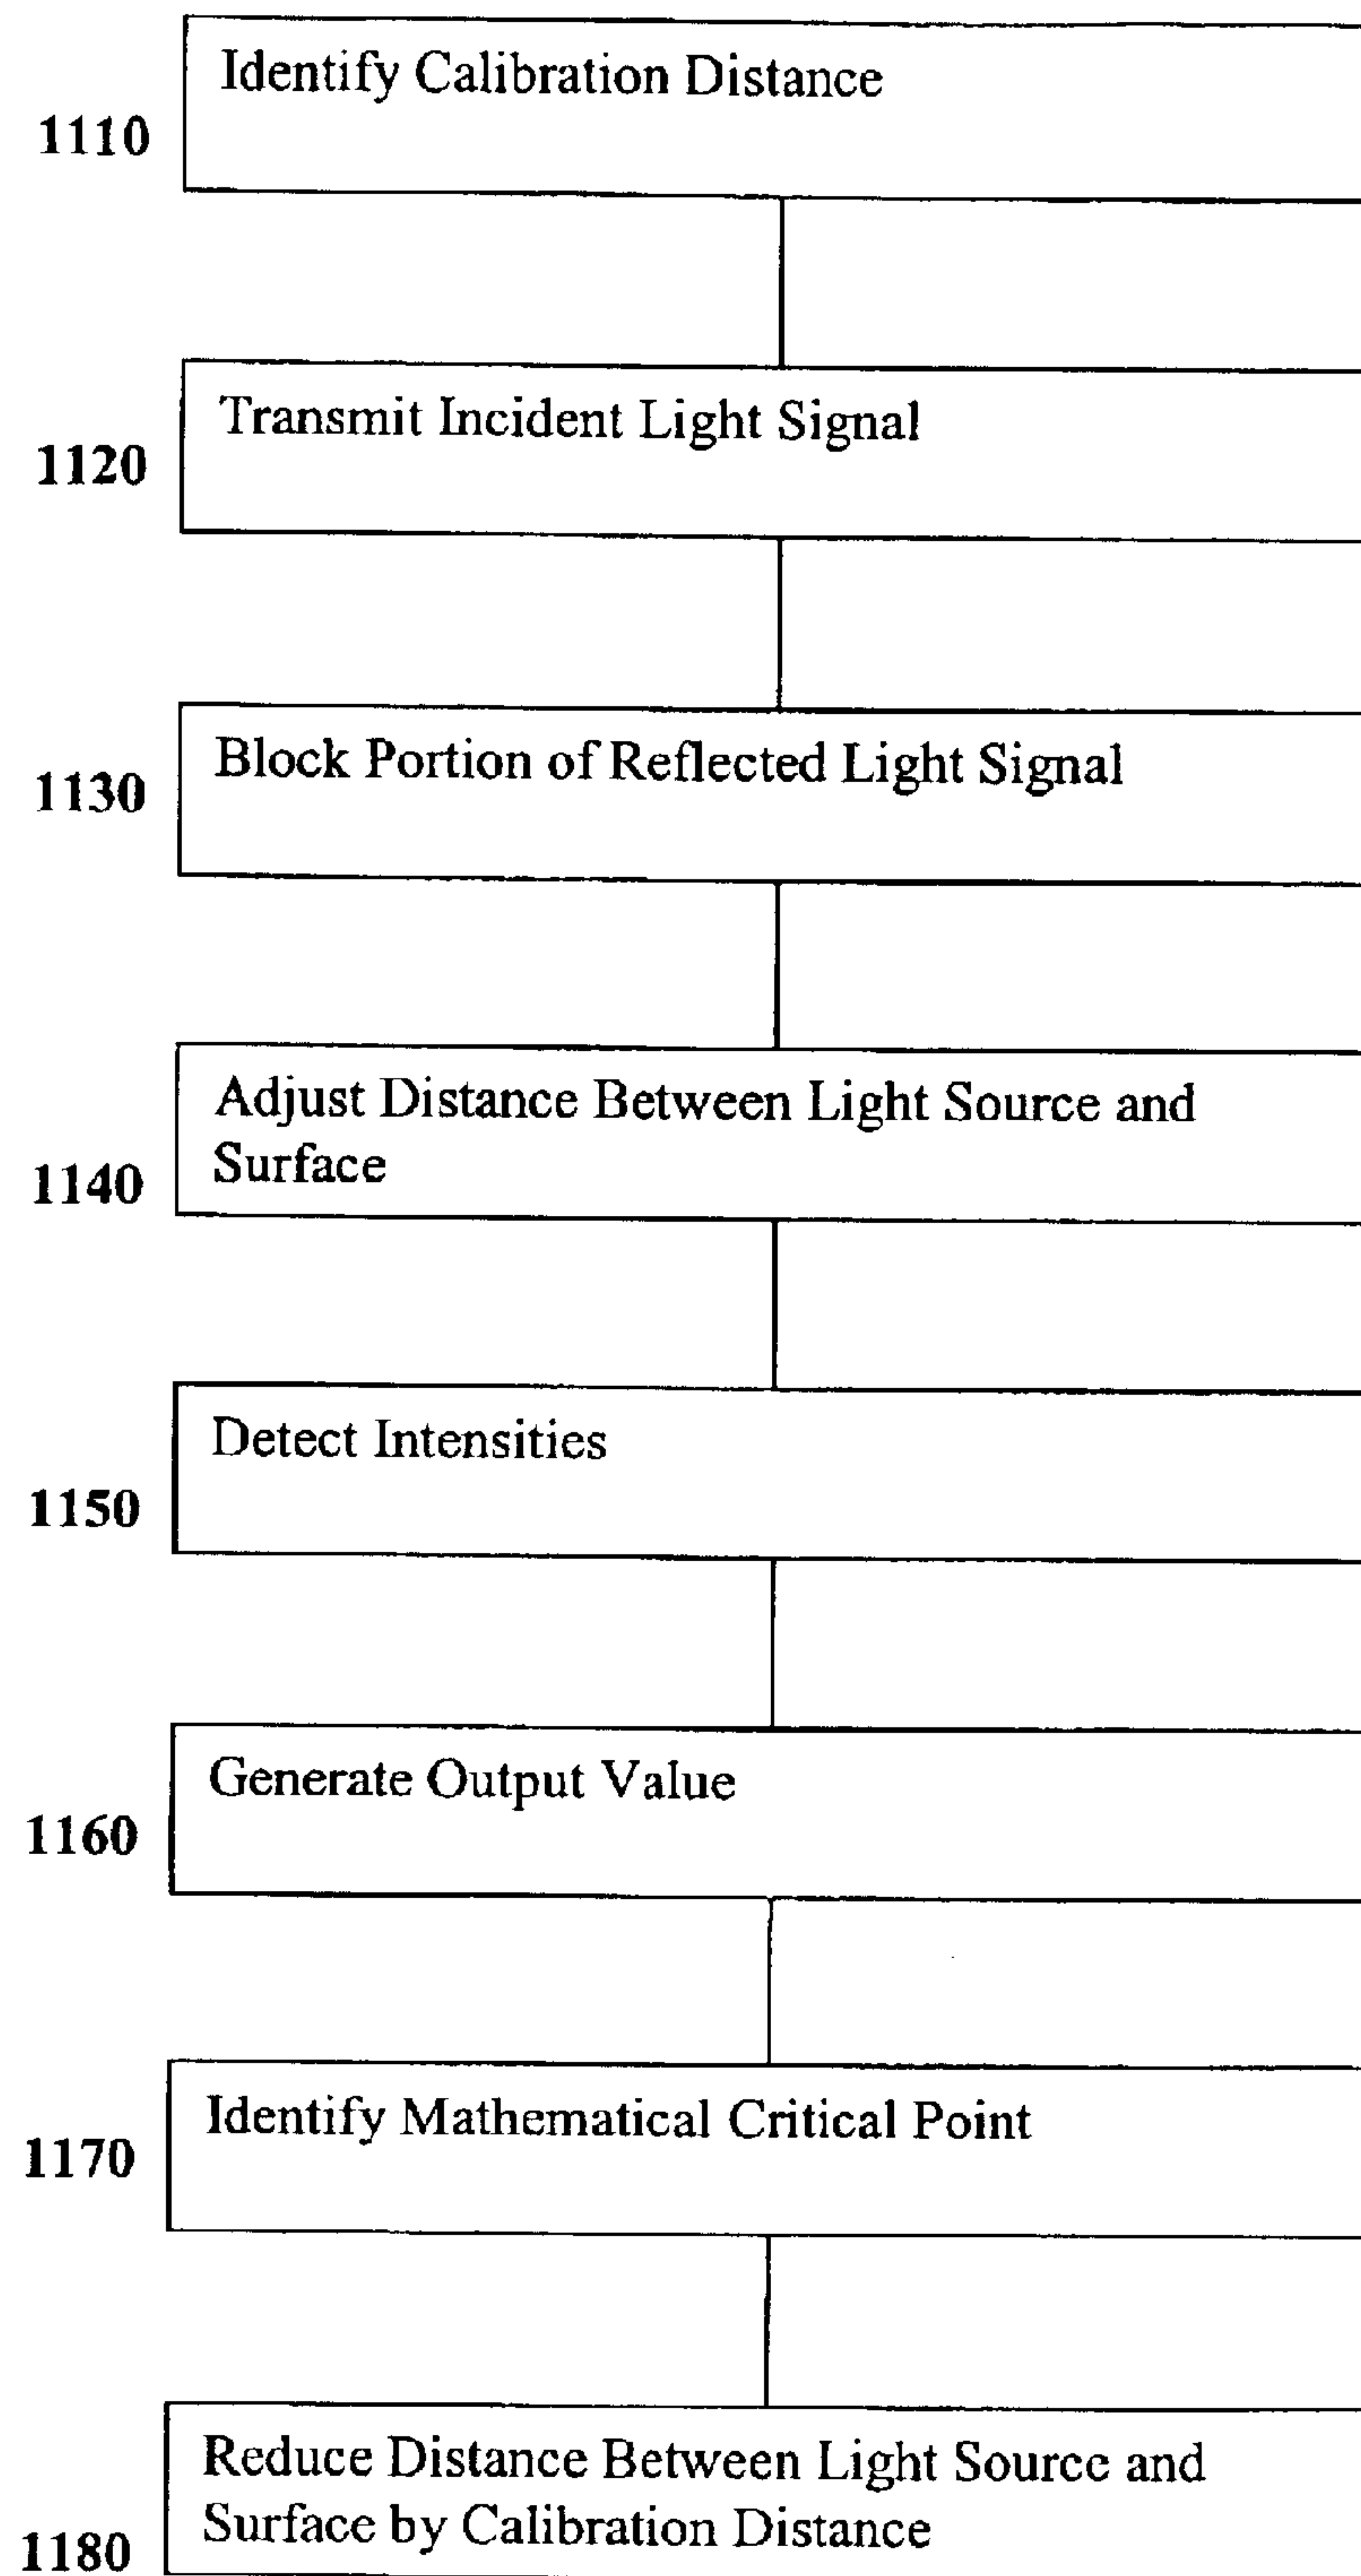 Identify Calibration Distance
1110
Transmit Incident Light Signal
1120
Block Portion of Reflected Light Signal
1130
Adjust Distance Between Light Source and
Surface
1140
Detect Intensities
1150
Generate Output Value
1160
Identify Mathematical Critical Point
1170
Reduce Distance Between Light Source and
Surface by Calibration Distance
1180